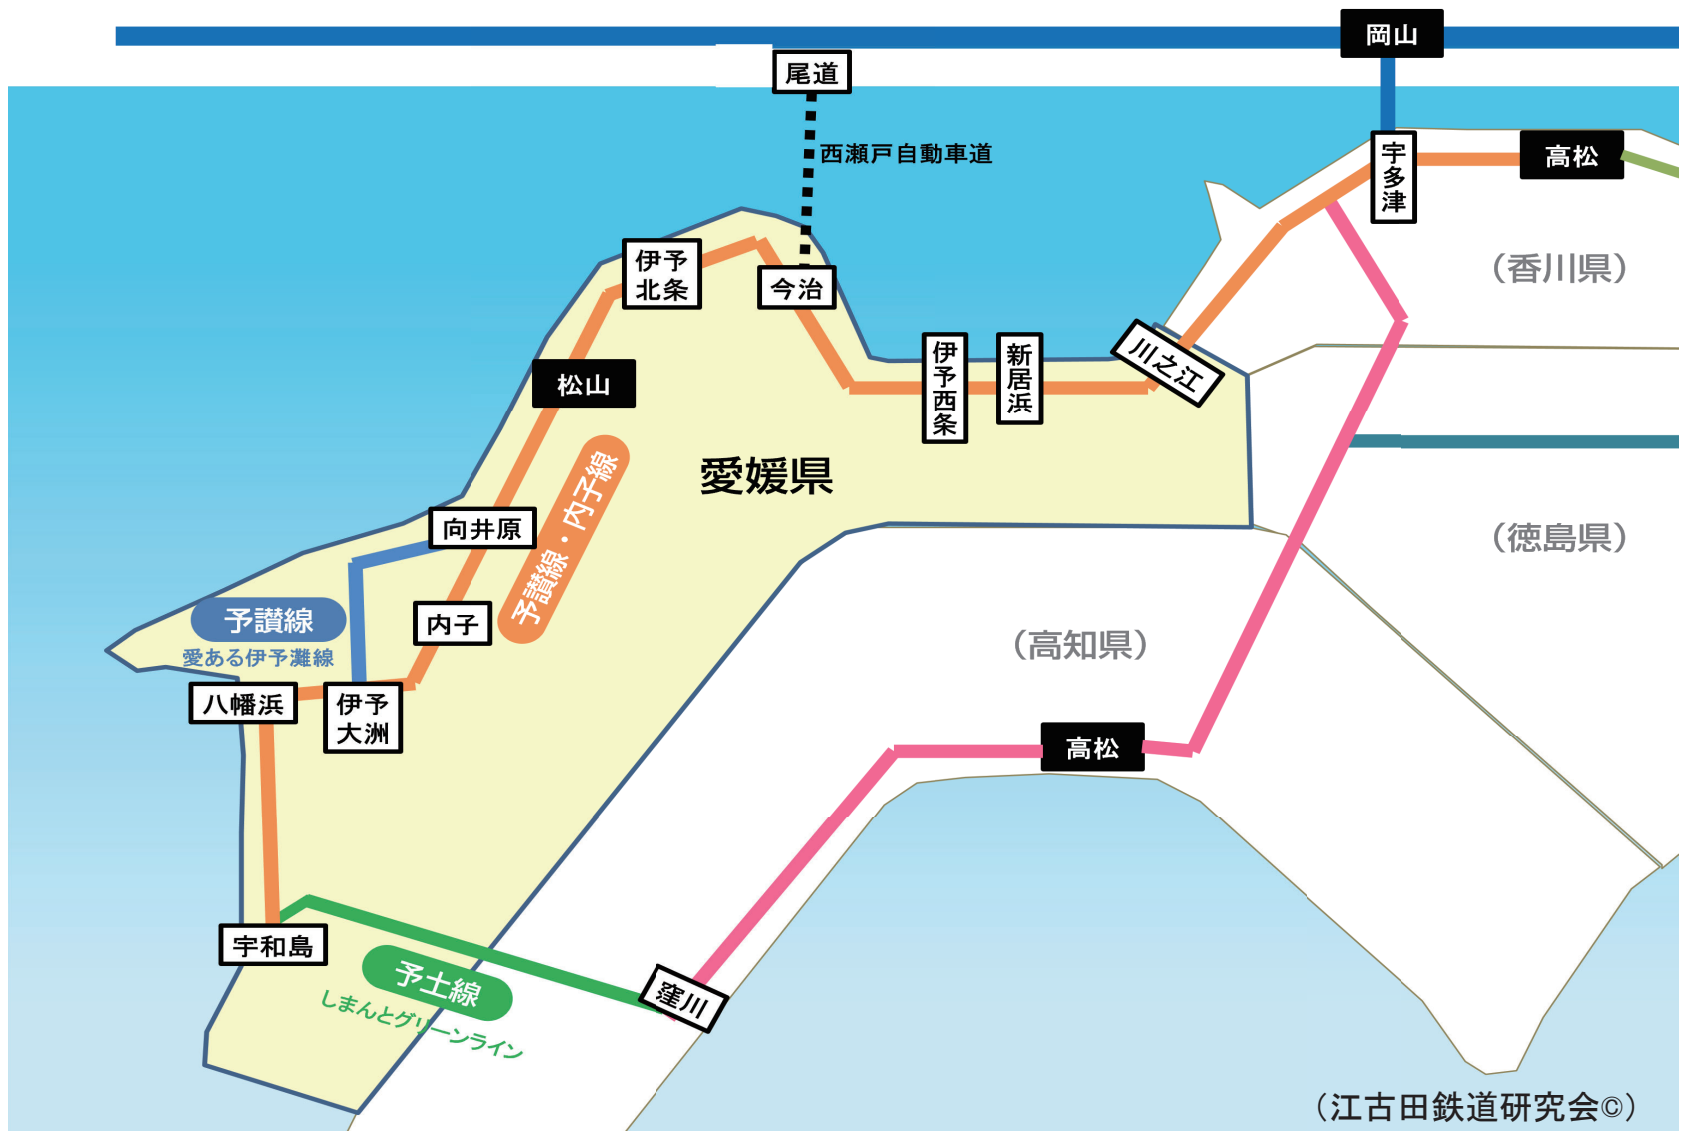 岡山
尾道
西瀬戸自動車道
宇多津
高松
(香川県)
伊予
北条
今治
川之江
伊予西条
新居浜
松山
愛媛県
予讃線・内子線
向井原
(徳島県)
予讃線
愛ある伊予灘線
内子
(高知県)
八幡浜
伊予
大洲
高松
宇和島
予土線
しまんとグリーンライン
窪川
(江古田鉄道研究会©)